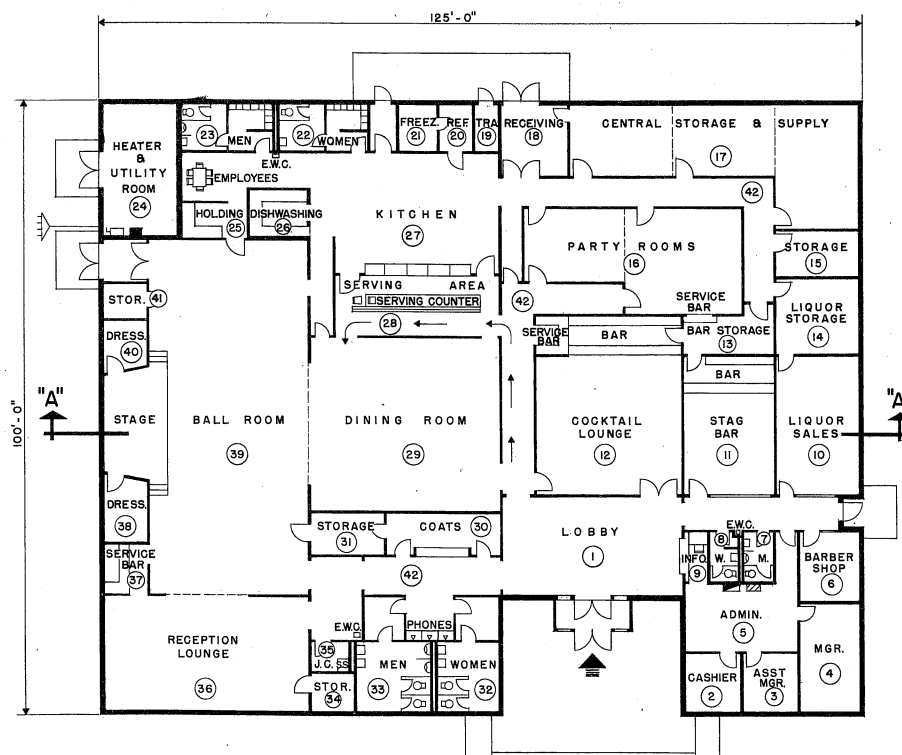 125'-0"
100'-0"
HEATER
&
UTILITY
ROOM
24
23
MEN
22
WOMEN
E.W.C.
EMPLOYEES
FREEZ.
21
REF
20
TRA
19
RECEIVING
18
CENTRAL STORAGE & SUPPLY
17
42
HOLDING
25
DISHWASHING
26
KITCHEN
27
PARTY ROOMS
16
STORAGE
15
STOR.
41
SERVING AREA
SERVING COUNTER
28
42
SERVICE
BAR
LIQUOR
STORAGE
14
DRESS.
40
SERVICE
BAR
BAR
BAR STORAGE
13
BAR
"A"
STAGE
BALL ROOM
39
DINING ROOM
29
COCKTAIL
LOUNGE
12
STAG
BAR
11
LIQUOR
SALES
10
"A
DRESS.
38
STORAGE
31
COATS
30
LOBBY
1
E.W.C.
8
W.
7
M.
INFO.
9
BARBER
SHOP
6
SERVICE
BAR
37
42
PHONES
E.W.C.
ADMIN.
5
RECEPTION
LOUNGE
36
35
J.C. S.S.
STOR.
34
MEN
33
WOMEN
32
CASHIER
2
ASST
MGR.
3
MGR.
4